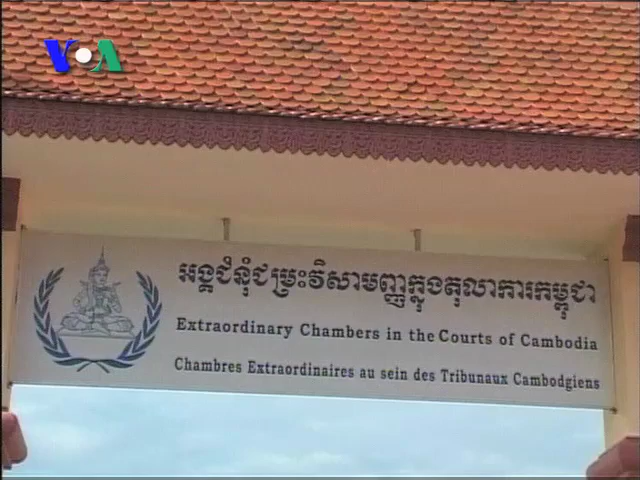 VOA
អង្គជំនុំជម្រះវិសាមញ្ញក្នុងតុលាការកម្ពុជា
Extraordinary Chambers in the Courts of Cambodia
Chambres Extraordinaires au sein des Tribunaux Cambodgiens